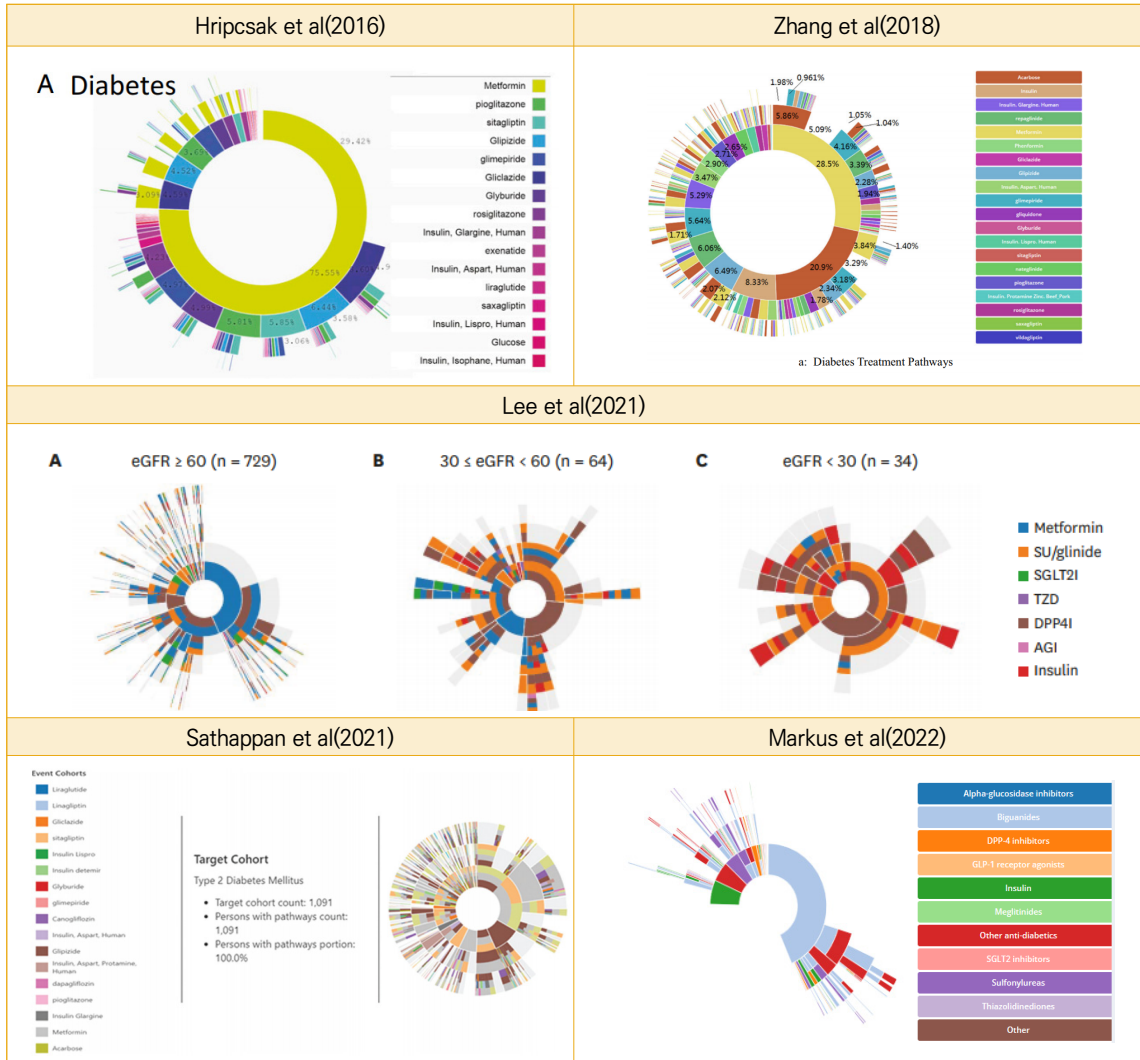 Hripcsak et al(2016)
Zhang et al(2018)
A Diabetes
Metformin
pioglitazone
sitagliptin
Glipizide
glimepiride
Gliclazide
Glyburide
rosiglitazone
Insulin, Glargine, Human
exenatide
Insulin, Aspart, Human
liraglutide
saxagliptin
Insulin, Lispro, Human
Glucose
Insulin, Isophane, Human
29.42%
4.52%
3.09%
75.55%
6.44%
3.58%
5.85%
3.06%
5.81%
1.98%
0.961%
5.86%
5.09%
1.05%
1.04%
28.5%
4.16%
3.39%
2.28%
1.94%
3.84%
1.40%
3.29%
20.9%
3.18%
2.34%
1.78%
8.33%
2.12%
2.07%
6.49%
6.06%
1.71%
5.64%
5.29%
3.47%
2.90%
2.71%
2.65%
Acarbose
Insulin
Insulin, Glargine, Human
repaglinide
Metformin
Phenformin
Gliclazide
Glipizide
Insulin, Aspart, Human
glimepiride
gliquidone
Glyburide
Insulin, Lispro, Human
sitagliptin
nateglinide
pioglitazone
Insulin, Protamine Zinc, Beef_Pork
rosiglitazone
saxagliptin
vildagliptin
a: Diabetes Treatment Pathways
Lee et al(2021)
A eGFR ≥ 60 (n = 729)
B 30 ≤ eGFR < 60 (n = 64)
C eGFR < 30 (n = 34)
Metformin
SU/glinide
SGLT2I
TZD
DPP4I
AGI
Insulin
Sathappan et al(2021)
Markus et al(2022)
Event Cohorts
Liraglutide
Linagliptin
Gliclazide
sitagliptin
Insulin Lispro
Insulin detemir
Glyburide
glimepiride
Canagliflozin
Insulin, Aspart, Human
Glipizide
Insulin, Aspart, Protamine,
Human
dapagliflozin
pioglitazone
Insulin Glargine
Metformin
Acarbose
Target Cohort
Type 2 Diabetes Mellitus
• Target cohort count: 1,091
• Persons with pathways count:
1,091
• Persons with pathways portion:
100.0%
Alpha-glucosidase inhibitors
Biguanides
DPP-4 inhibitors
GLP-1 receptor agonists
Insulin
Meglitinides
Other anti-diabetics
SGLT2 inhibitors
Sulfonylureas
Thiazolidinediones
Other